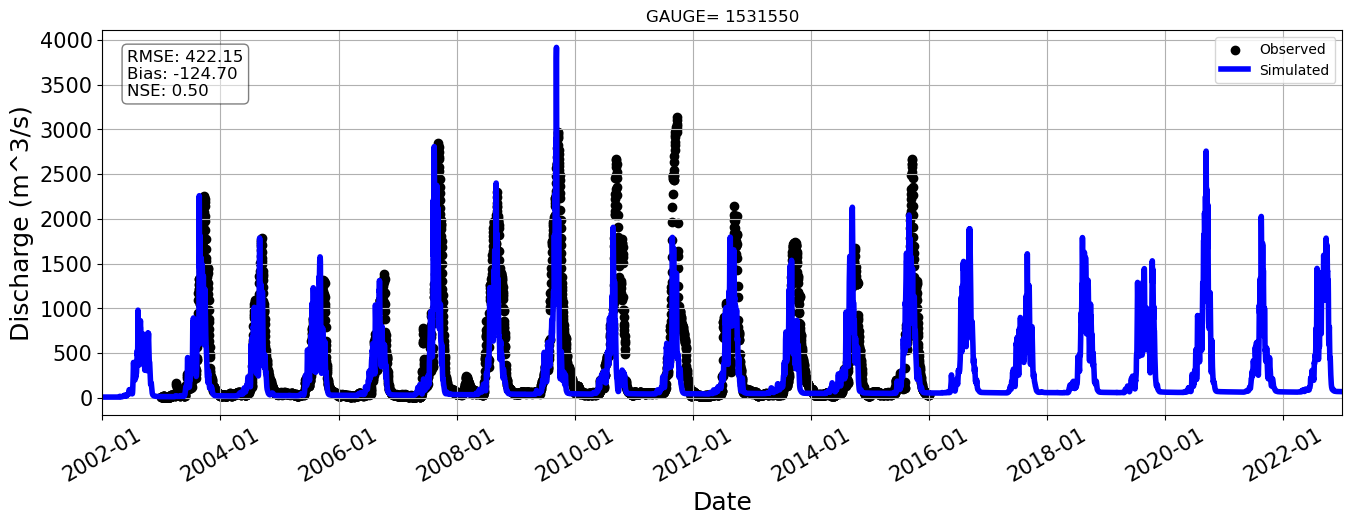 GAUGE= 1531550
RMSE: 422.15
Bias: -124.70
NSE: 0.50
Observed
Simulated
Discharge (m^3/s)
4000
3500
3000
2500
2000
1500
1000
500
0
2002-01
2004-01
2006-01
2008-01
2010-01
2012-01
2014-01
2016-01
2018-01
2020-01
2022-01
Date